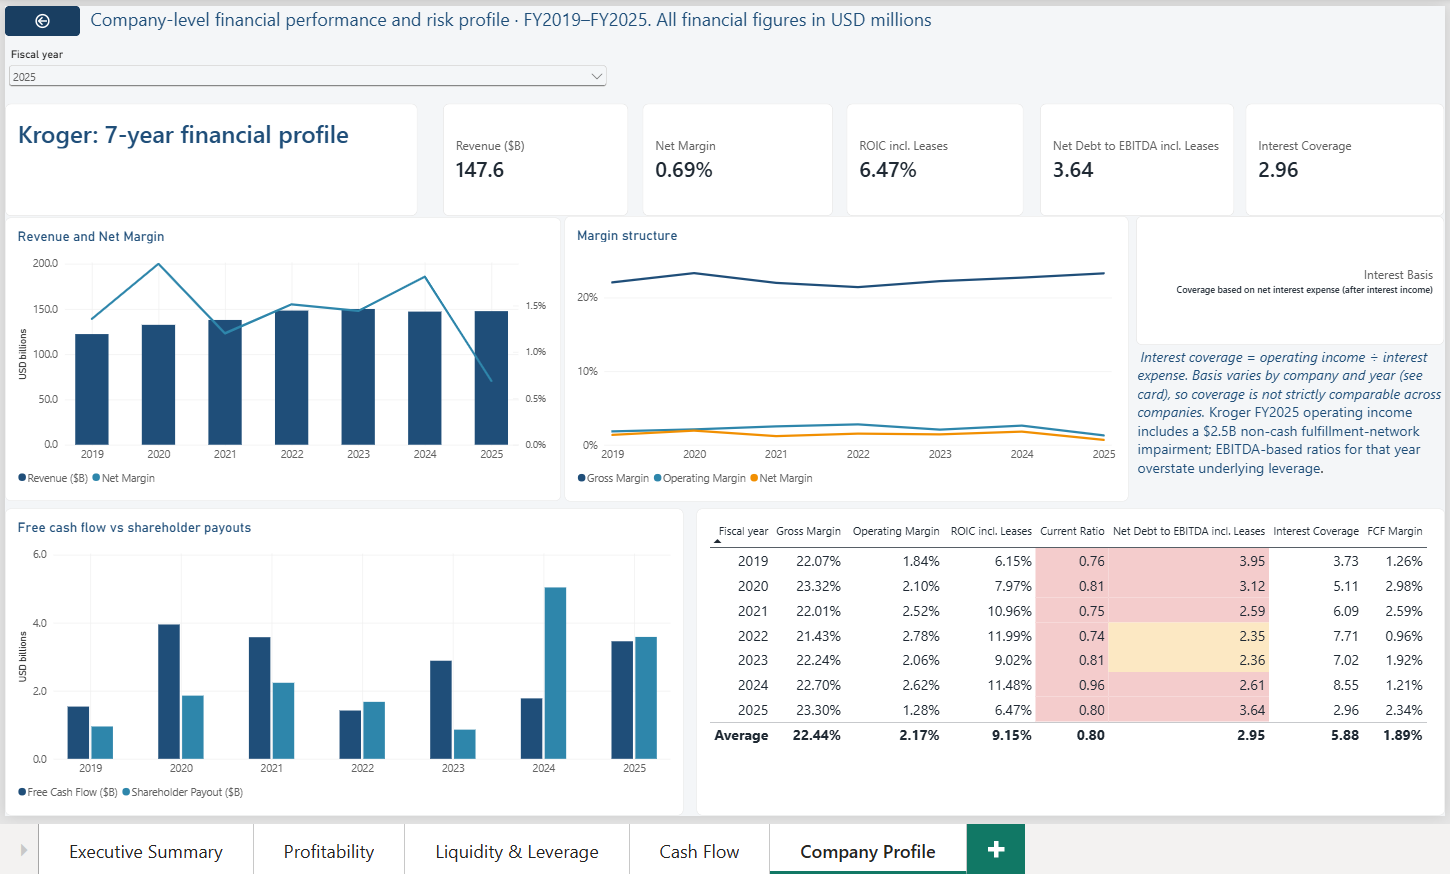 Company-level financial performance and risk profile · FY2019–FY2025. All financial figures in USD millions
Fiscal year
2025
Kroger: 7-year financial profile
Revenue ($B)
147.6
Net Margin
0.69%
ROIC incl. Leases
6.47%
Net Debt to EBITDA incl. Leases
3.64
Interest Coverage
2.96
Revenue and Net Margin
USD billions
200.0
150.0
100.0
50.0
0.0
1.5%
1.0%
0.5%
0.0%
2019 2020 2021 2022 2023 2024 2025
Revenue ($B) Net Margin
Margin structure
20%
10%
0%
2019 2020 2021 2022 2023 2024 2025
Gross Margin Operating Margin Net Margin
Interest Basis
Coverage based on net interest expense (after interest income)
Interest coverage = operating income ÷ interest
expense. Basis varies by company and year (see
card), so coverage is not strictly comparable across
companies. Kroger FY2025 operating income
includes a $2.5B non-cash fulfillment-network
impairment; EBITDA-based ratios for that year
overstate underlying leverage.
Free cash flow vs shareholder payouts
USD billions
6.0
4.0
2.0
0.0
2019 2020 2021 2022 2023 2024 2025
Free Cash Flow ($B) Shareholder Payout ($B)
Fiscal year Gross Margin Operating Margin ROIC incl. Leases Current Ratio Net Debt to EBITDA incl. Leases Interest Coverage FCF Margin
2019 22.07% 1.84% 6.15% 0.76 3.95 3.73 1.26%
2020 23.32% 2.10% 7.97% 0.81 3.12 5.11 2.98%
2021 22.01% 2.52% 10.96% 0.75 2.59 6.09 2.59%
2022 21.43% 2.78% 11.99% 0.74 2.35 7.71 0.96%
2023 22.24% 2.06% 9.02% 0.81 2.36 7.02 1.92%
2024 22.70% 2.62% 11.48% 0.96 2.61 8.55 1.21%
2025 23.30% 1.28% 6.47% 0.80 3.64 2.96 2.34%
Average 22.44% 2.17% 9.15% 0.80 2.95 5.88 1.89%
Executive Summary Profitability Liquidity & Leverage Cash Flow Company Profile